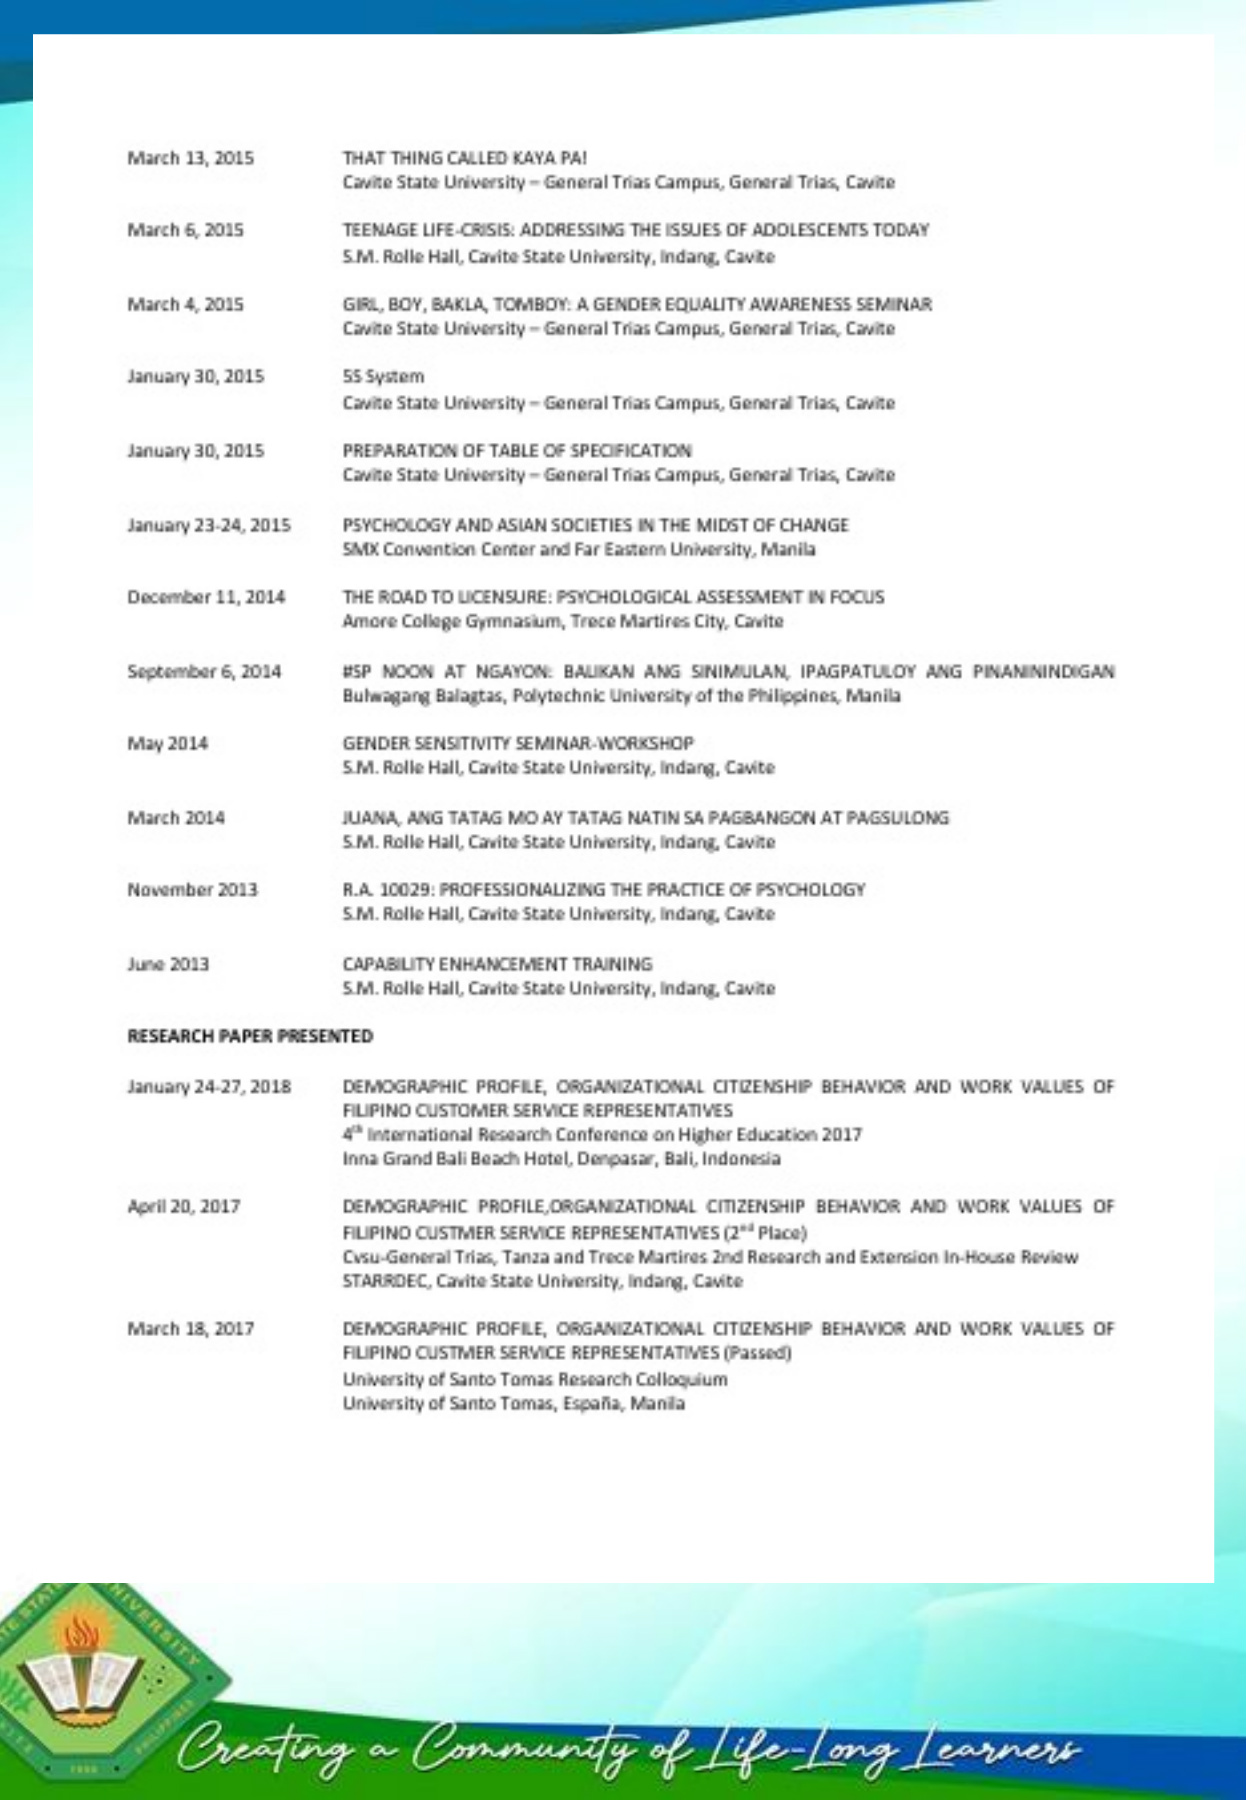 March 13, 2015 THAT THING CALLED KAYA PA!
Cavite State University – General Trias Campus, General Trias, Cavite
March 6, 2015 TEENAGE LIFE-CRISIS: ADDRESSING THE ISSUES OF ADOLESCENTS TODAY
S.M. Rolle Hall, Cavite State University, Indang, Cavite
March 4, 2015 GIRL, BOY, BAKLA, TOMBOY: A GENDER EQUALITY AWARENESS SEMINAR
Cavite State University – General Trias Campus, General Trias, Cavite
January 30, 2015 5S System
Cavite State University – General Trias Campus, General Trias, Cavite
January 30, 2015 PREPARATION OF TABLE OF SPECIFICATION
Cavite State University – General Trias Campus, General Trias, Cavite
January 23-24, 2015 PSYCHOLOGY AND ASIAN SOCIETIES IN THE MIDST OF CHANGE
SMX Convention Center and Far Eastern University, Manila
December 11, 2014 THE ROAD TO LICENSURE: PSYCHOLOGICAL ASSESSMENT IN FOCUS
Amore College Gymnasium, Trece Martires City, Cavite
September 6, 2014 #SP NOON AT NGAYON: BALIKAN ANG SINIMULAN, IPAGPATULOY ANG PINANININDIGAN
Bulwagang Balagtas, Polytechnic University of the Philippines, Manila
May 2014 GENDER SENSITIVITY SEMINAR-WORKSHOP
S.M. Rolle Hall, Cavite State University, Indang, Cavite
March 2014 JUANA, ANG TATAG MO AY TATAG NATIN SA PAGBANGON AT PAGSULONG
S.M. Rolle Hall, Cavite State University, Indang, Cavite
November 2013 R.A. 10029: PROFESSIONALIZING THE PRACTICE OF PSYCHOLOGY
S.M. Rolle Hall, Cavite State University, Indang, Cavite
June 2013 CAPABILITY ENHANCEMENT TRAINING
S.M. Rolle Hall, Cavite State University, Indang, Cavite
RESEARCH PAPER PRESENTED
January 24-27, 2018 DEMOGRAPHIC PROFILE, ORGANIZATIONAL CITIZENSHIP BEHAVIOR AND WORK VALUES OF
FILIPINO CUSTOMER SERVICE REPRESENTATIVES
4th International Research Conference on Higher Education 2017
Inna Grand Bali Beach Hotel, Denpasar, Bali, Indonesia
April 20, 2017 DEMOGRAPHIC PROFILE,ORGANIZATIONAL CITIZENSHIP BEHAVIOR AND WORK VALUES OF
FILIPINO CUSTMER SERVICE REPRESENTATIVES (2nd Place)
Cvsu-General Trias, Tanza and Trece Martires 2nd Research and Extension In-House Review
STARRDEC, Cavite State University, Indang, Cavite
March 18, 2017 DEMOGRAPHIC PROFILE, ORGANIZATIONAL CITIZENSHIP BEHAVIOR AND WORK VALUES OF
FILIPINO CUSTMER SERVICE REPRESENTATIVES (Passed)
University of Santo Tomas Research Colloquium
University of Santo Tomas, España, Manila
Creating a Community of Life-Long Learners